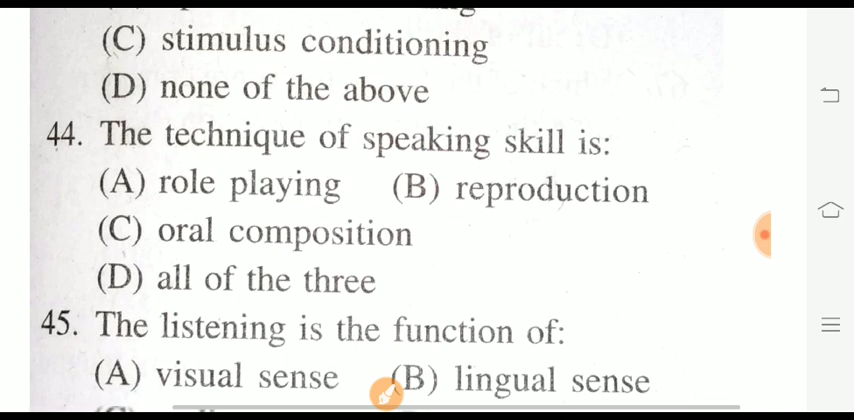 (C) stimulus conditioning
(D) none of the above
44. The technique of speaking skill is:
(A) role playing (B) reproduction
(C) oral composition
(D) all of the three
45. The listening is the function of:
(A) visual sense (B) lingual sense